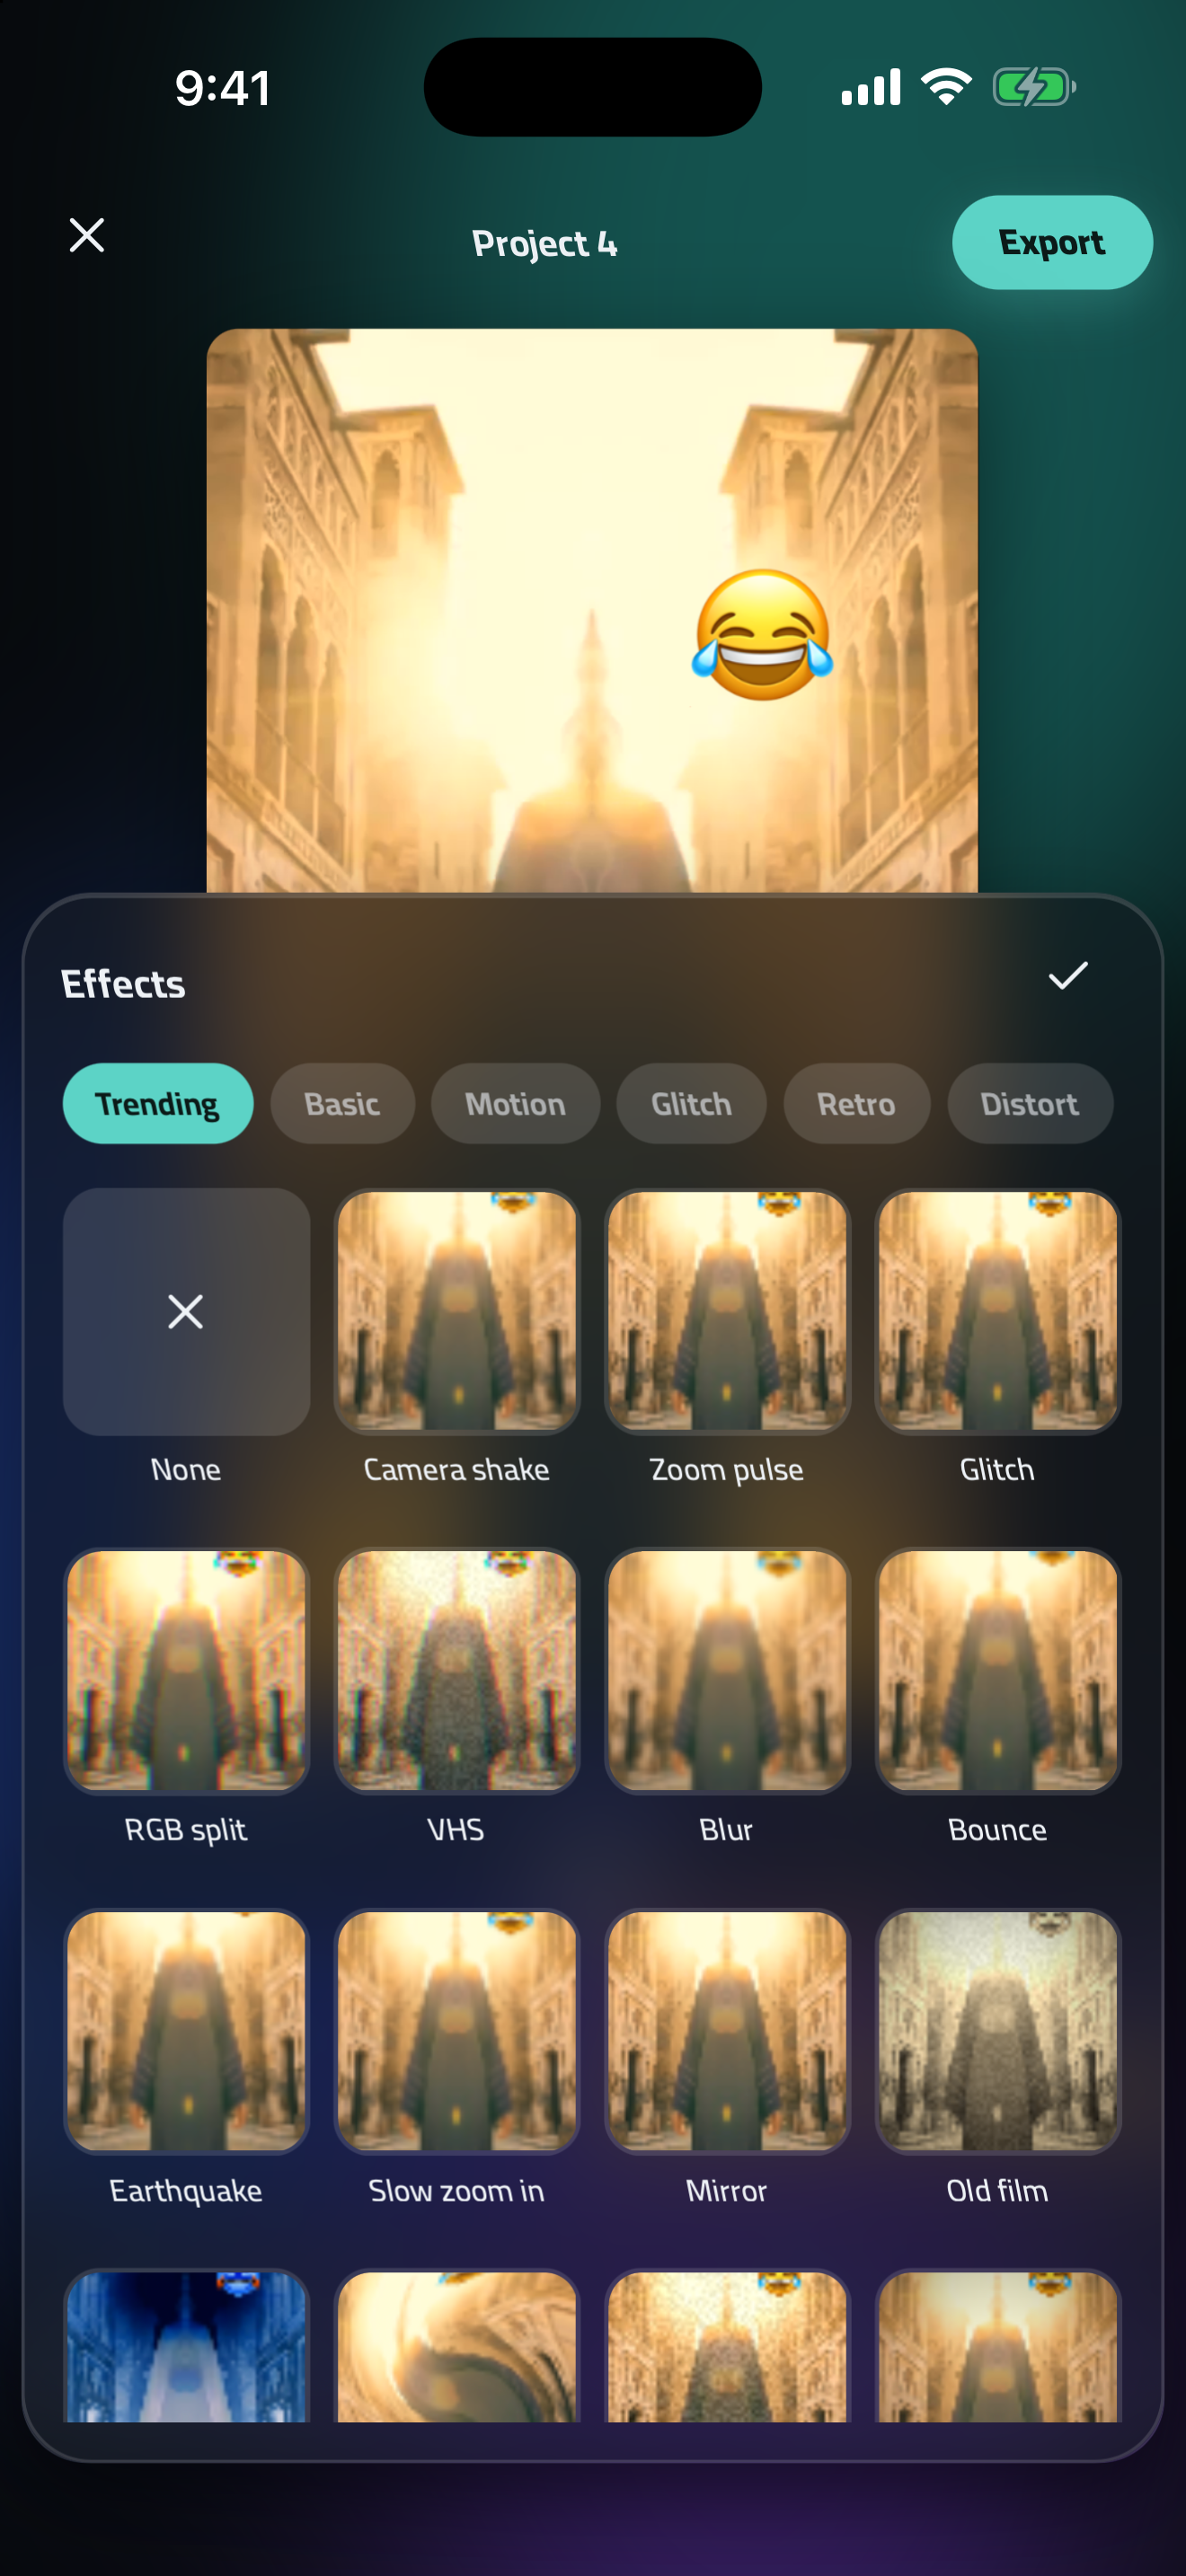 9:41
Project 4
Export
Effects
Trending
Basic
Motion
Glitch
Retro
Distort
None
Camera shake
Zoom pulse
Glitch
RGB split
VHS
Blur
Bounce
Earthquake
Slow zoom in
Mirror
Old film